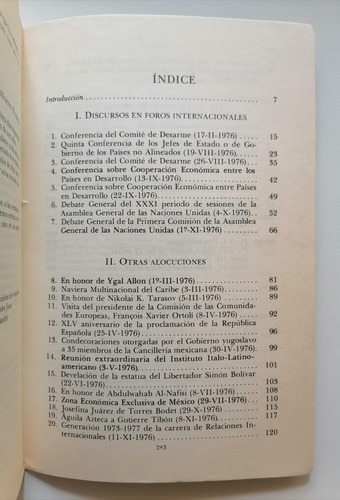 ÍNDICE
Introducción 7
I. DISCURSOS EN FOROS INTERNACIONALES
1. Conferencia del Comité de Desarme (17-II-1976) 15
2. Quinta Conferencia de los Jefes de Estado o de Go-
bierno de los Países no Alineados (19-VIII-1976) 23
3. Conferencia del Comité de Desarme (26-VIII-1976) 35
4. Conferencia sobre Cooperación Económica entre los
Países en Desarrollo (13-IX-1976) 42
5. Conferencia sobre Cooperación Económica entre Países
en Desarrollo (22-IX-1976) 49
6. Debate General del XXXI período de sesiones de la
Asamblea General de las Naciones Unidas (4-X-1976) 52
7. Debate General de la Primera Comisión de la Asamblea
General de las Naciones Unidas (1º-XI-1976) 66
II. OTRAS ALOCUCIONES
8. En honor de Ygal Allon (1º-III-1976) 81
9. Naviera Multinacional del Caribe (3-III-1976) 86
10. En honor de Nikolai K. Tarasov (5-III-1976) 89
11. Visita del presidente de la Comisión de las Comunida-
des Europeas, François Xavier Ortoli (8-IV-1976) 92
12. XLV aniversario de la proclamación de la República
Española (25-IV-1976) 96
13. Condecoraciones otorgadas por el Gobierno yugoslavo
a 35 miembros de la Cancillería mexicana (30-IV-1976) 99
14. Reunión extraordinaria del Instituto Italo-Latino-
americano (3-V-1976) 101
15. Develación de la estatua del Libertador Simón Bolívar
(22-VI-1976) 103
16. En honor de Abdulwahab Al-Nafisi (8-VII-1976) 108
17. Zona Económica Exclusiva de México (29-VII-1976) 110
18. Josefina Juárez de Torres Bodet (29-X-1976) 115
19. Águila Azteca a Gutierre Tibón (8-XI-1976) 117
20. Generación 1973-1977 de la carrera de Relaciones In-
ternacionales (11-XI-1976) 120
283